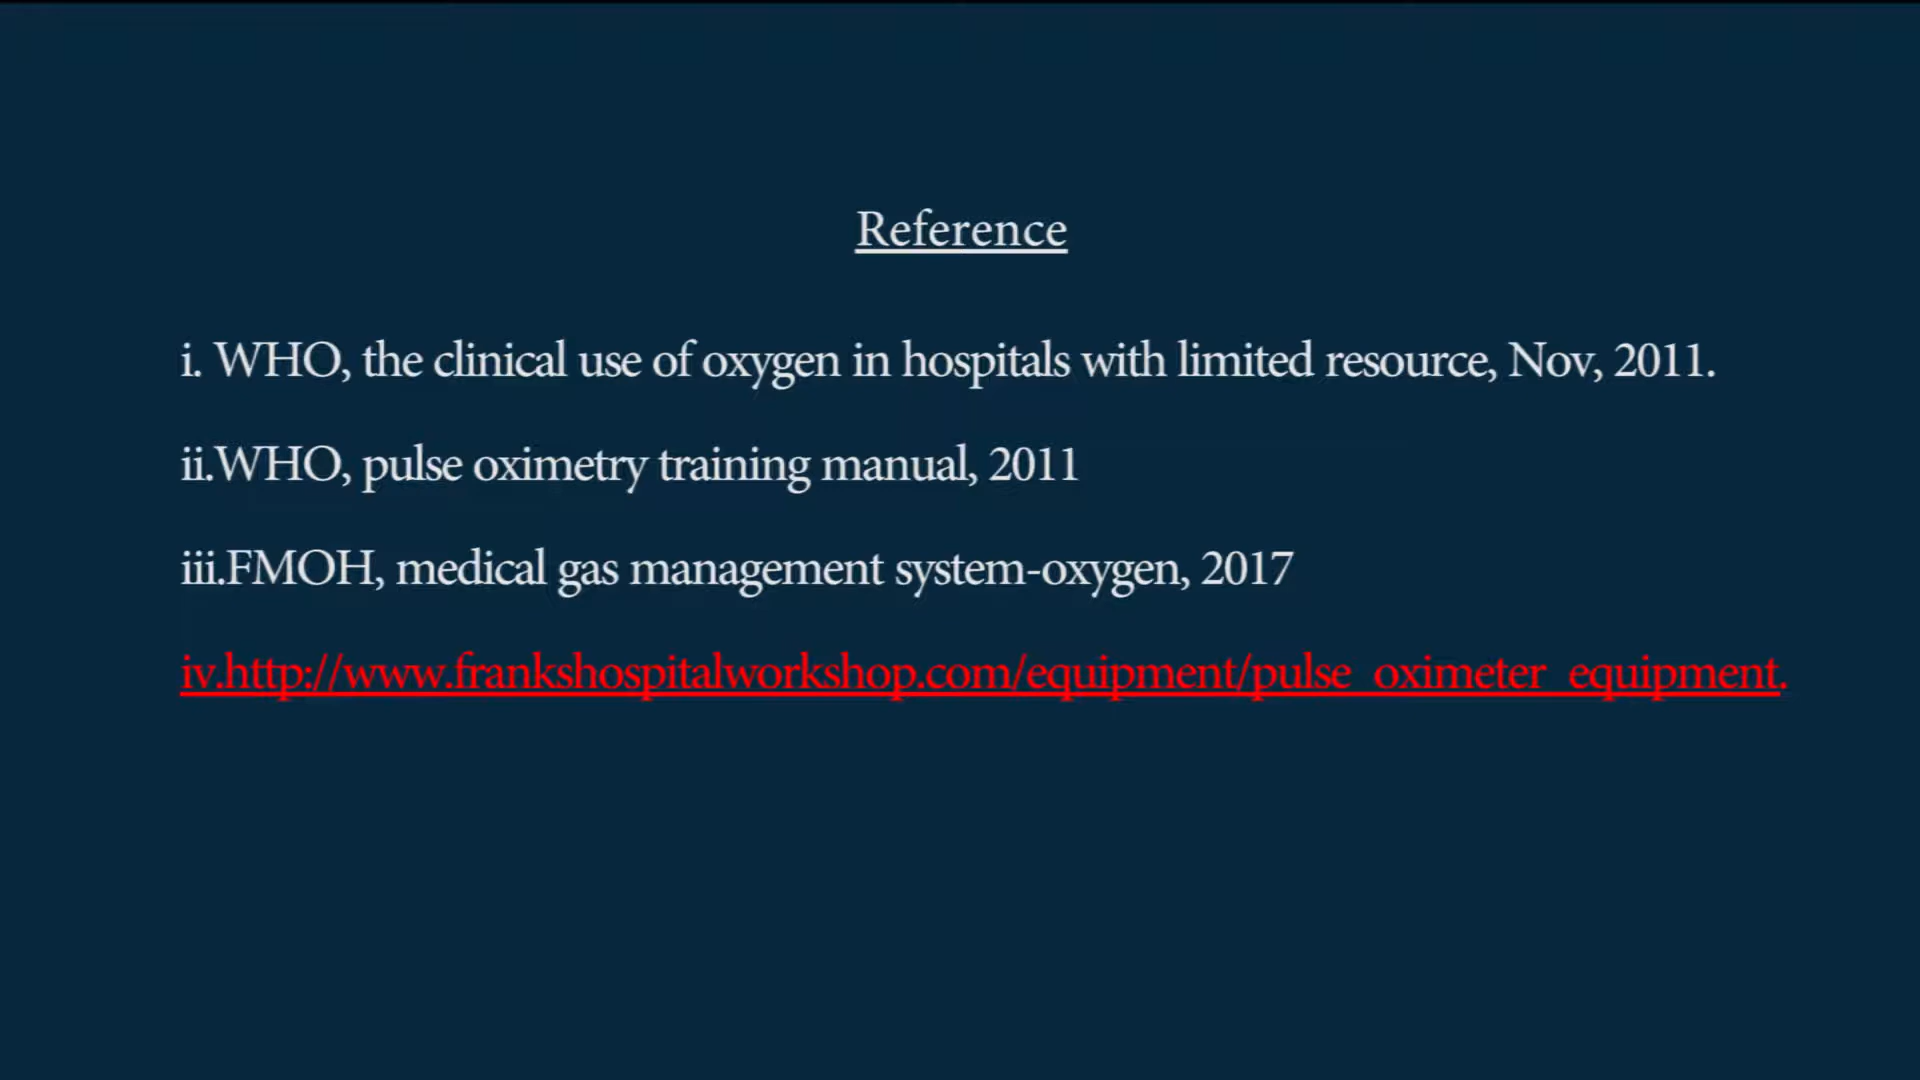 Reference
i. WHO, the clinical use of oxygen in hospitals with limited resource, Nov, 2011.
ii.WHO, pulse oximetry training manual, 2011
iii.FMOH, medical gas management system-oxygen, 2017
iv.http://www.frankshospitalworkshop.com/equipment/pulse_oximeter_equipment.